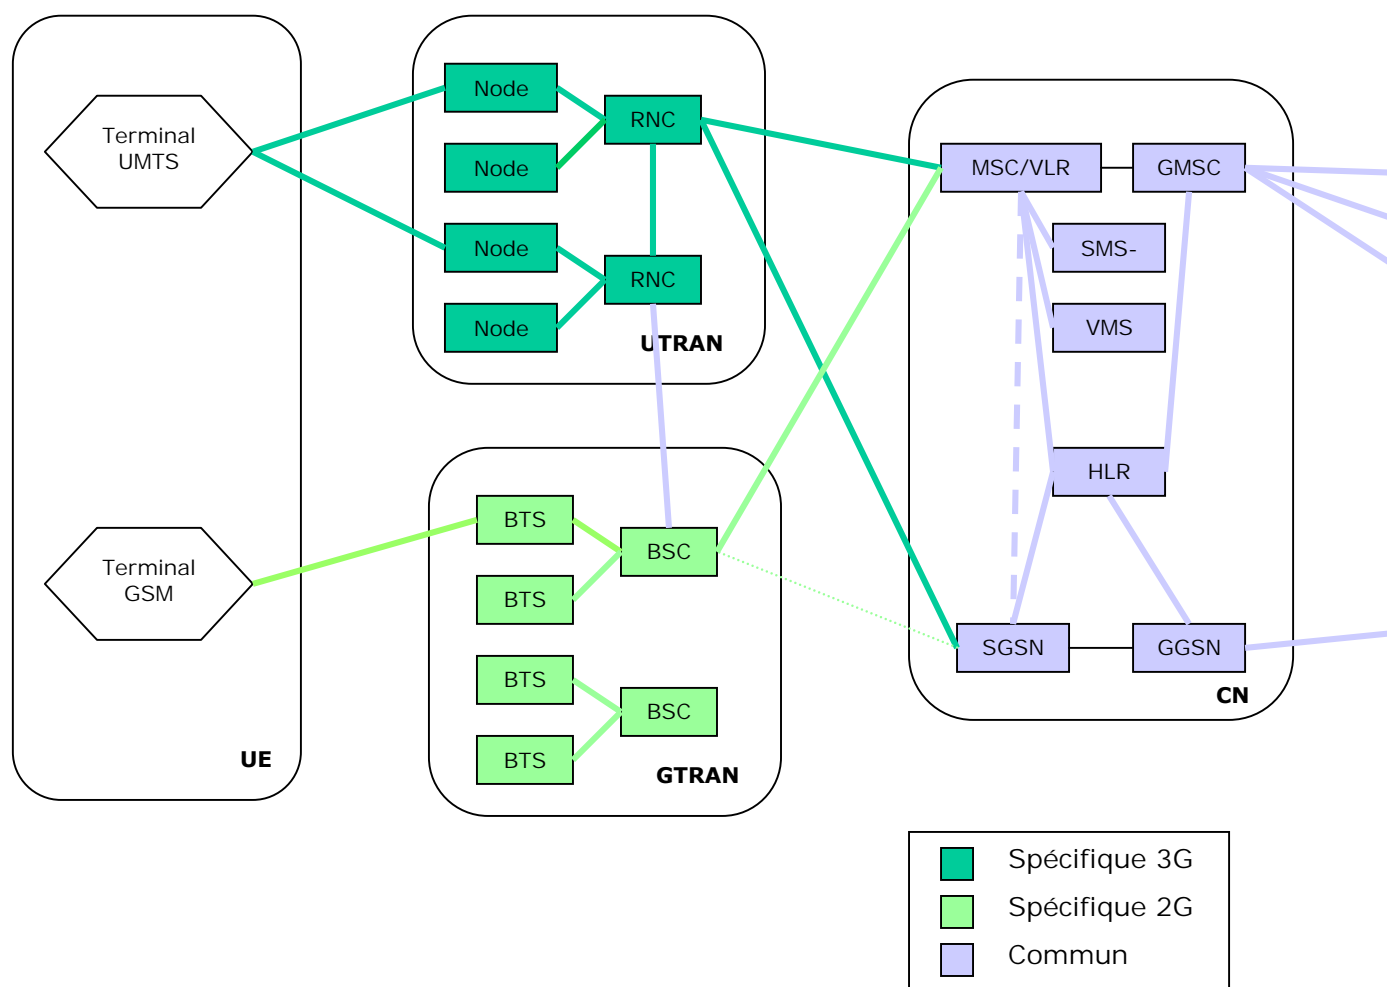 Terminal
UMTS
Terminal
GSM
UE
Node
Node
Node
Node
RNC
RNC
UTRAN
BTS
BTS
BTS
BTS
BSC
BSC
GTRAN
MSC/VLR
GMSC
SMS-
VMS
HLR
SGSN
GGSN
CN
Spécifique 3G
Spécifique 2G
Commun